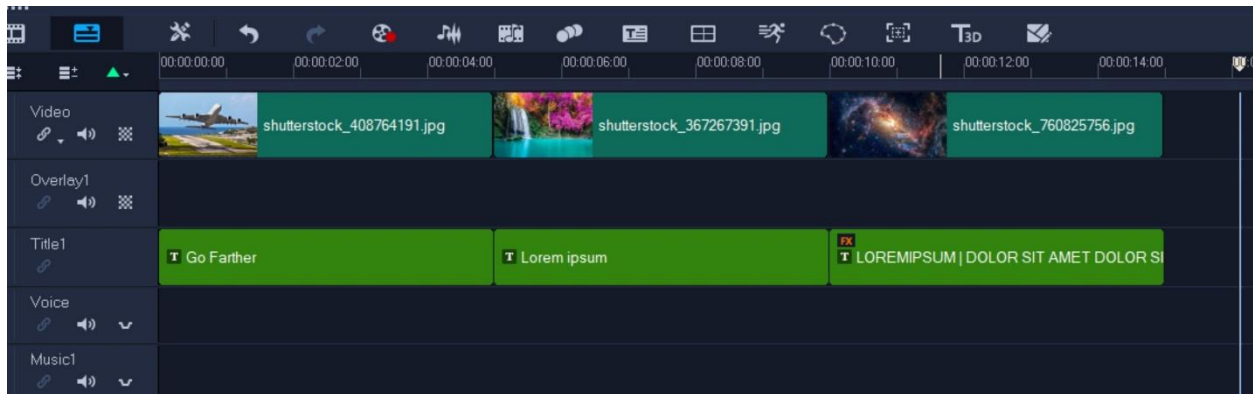 T3D
00:00:00:00 00:00:02:00 00:00:04:00 00:00:06:00 00:00:08:00 00:00:10:00 00:00:12:00 00:00:14:00
Video
shutterstock_408764191.jpg shutterstock_367267391.jpg shutterstock_760825756.jpg
Overlay1
Title1
T Go Farther T Lorem ipsum FX T LOREMIPSUM | DOLOR SIT AMET DOLOR SI
Voice
Music1